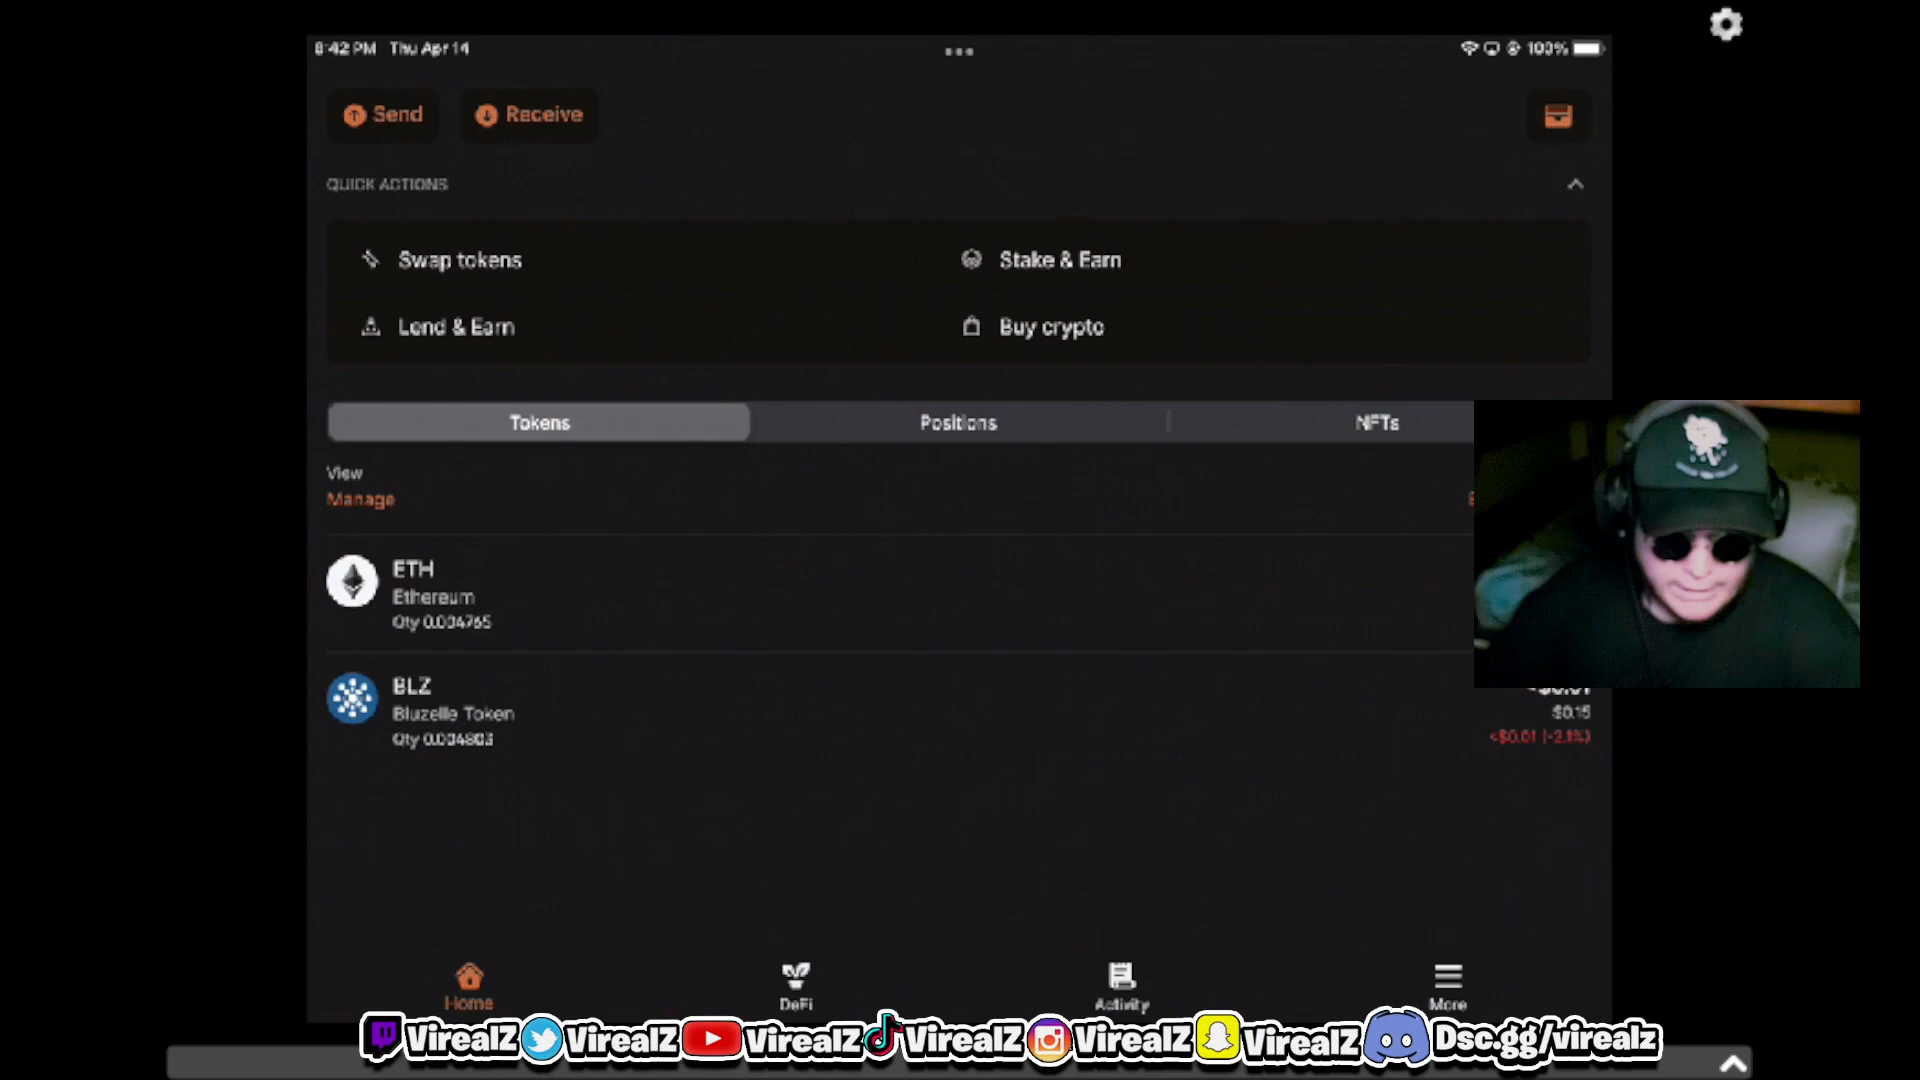 8:42 PM Thu Apr 14
100%
Send
Receive
QUICK ACTIONS
Swap tokens
Stake & Earn
Lend & Earn
Buy crypto
Tokens
Positions
NFTs
View
Manage
ETH
Ethereum
Qty 0.004765
BLZ
Bluzelle Token
Qty 0.004803
$0.15
<$0.01 (-2.1%)
Home
DeFi
Activity
More
VirealZ VirealZ VirealZ VirealZ VirealZ VirealZ Dsc.gg/virealz